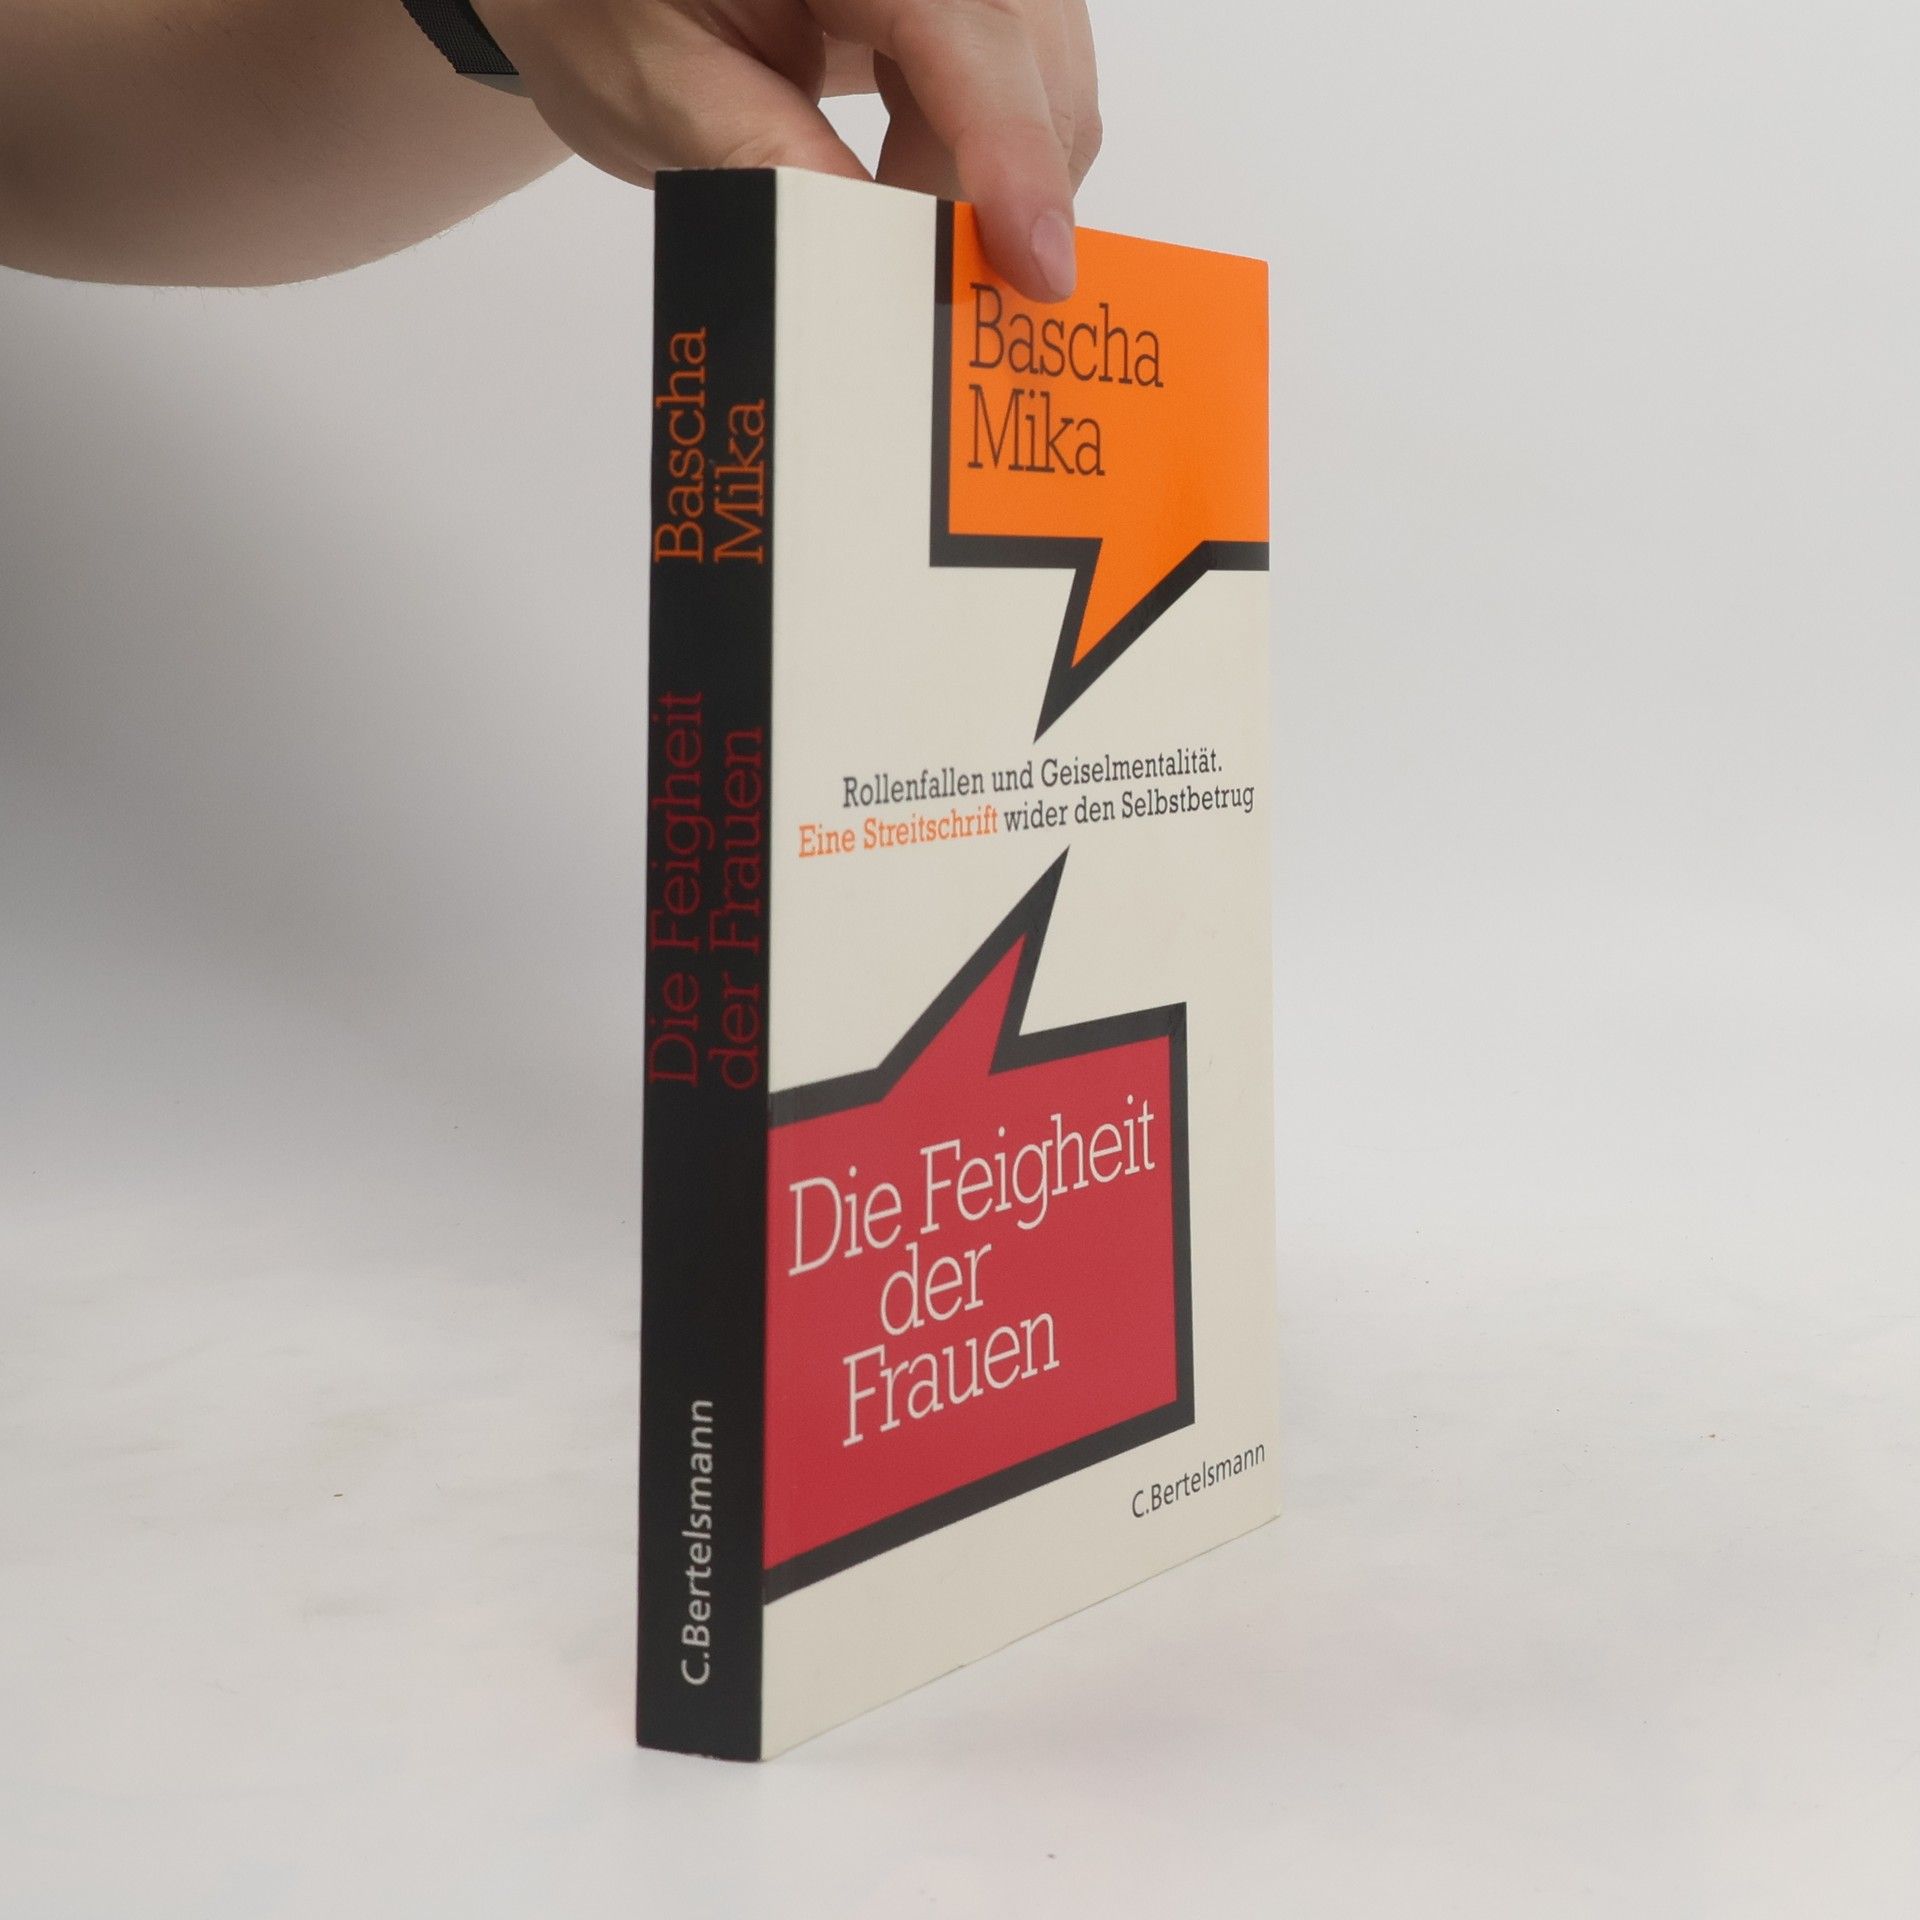 Bascha
Mika
Die Feigheit
der Frauen
C.Bertelsmann
Bascha
Mika
Rollenfallen und Geiselmentalität.
Eine Streitschrift wider den Selbstbetrug
Die Feigheit
der
Frauen
C.Bertelsmann